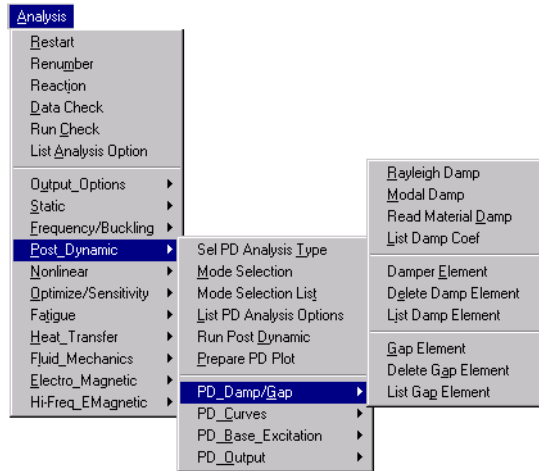 Analysis
Restart
Renumber
Reaction
Data Check
Run Check
List Analysis Option
Output_Options
Static
Frequency/Buckling
Post_Dynamic
Nonlinear
Optimize/Sensitivity
Fatigue
Heat_Transfer
Fluid_Mechanics
Electro_Magnetic
Hi-Freq_EMagnetic
Sel PD Analysis Type
Mode Selection
Mode Selection List
List PD Analysis Options
Run Post Dynamic
Prepare PD Plot
PD_Damp/Gap
PD_Curves
PD_Base_Excitation
PD_Output
Rayleigh Damp
Modal Damp
Read Material Damp
List Damp Coef
Damper Element
Delete Damp Element
List Damp Element
Gap Element
Delete Gap Element
List Gap Element